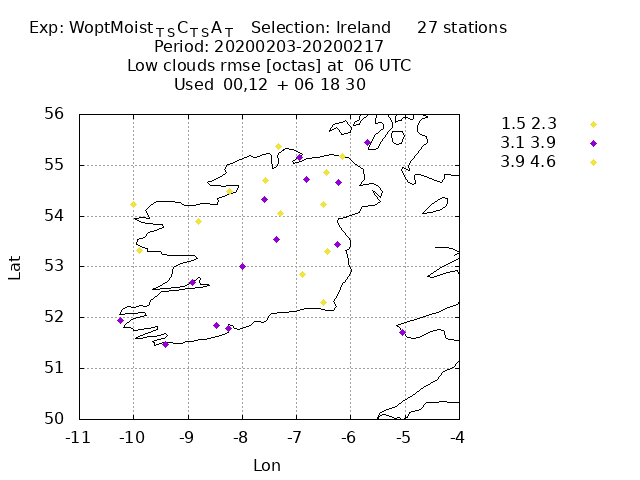 Exp: WoptMoist TS C TS A T Selection: Ireland 27 stations
Period: 20200203-20200217
Low clouds rmse [octas] at 06 UTC
Used 00,12 + 06 18 30
1.5 2.3
3.1 3.9
3.9 4.6
56
55
54
53
52
51
50
Lat
-11 -10 -9 -8 -7 -6 -5 -4
Lon